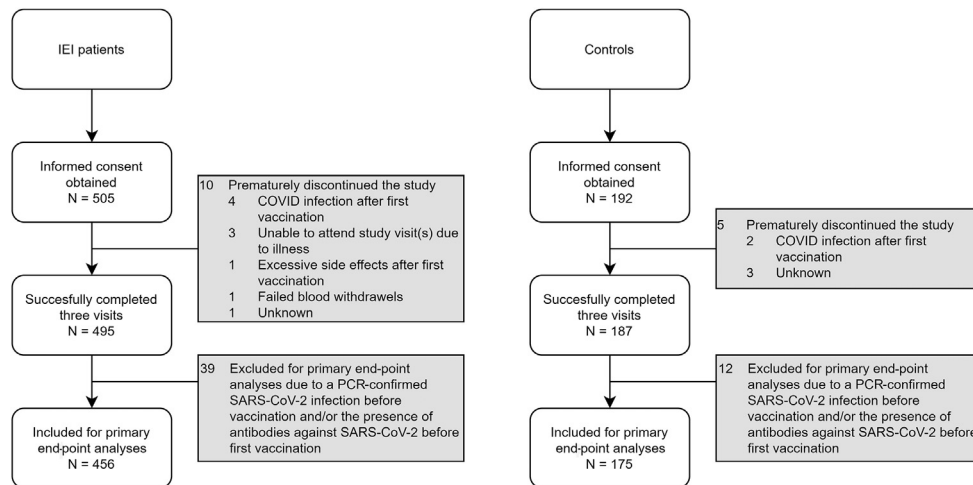 IEI patients
Informed consent
obtained
N = 505
10 Prematurely discontinued the study
4 COVID infection after first
vaccination
3 Unable to attend study visit(s) due
to illness
1 Excessive side effects after first
vaccination
1 Failed blood withdrawels
1 Unknown
Succesfully completed
three visits
N = 495
39 Excluded for primary end-point
analyses due to a PCR-confirmed
SARS-CoV-2 infection before
vaccination and/or the presence of
antibodies against SARS-CoV-2 before
first vaccination
Included for primary
end-point analyses
N = 456
Controls
Informed consent
obtained
N = 192
5 Prematurely discontinued the study
2 COVID infection after first
vaccination
3 Unknown
Succesfully completed
three visits
N = 187
12 Excluded for primary end-point
analyses due to a PCR-confirmed
SARS-CoV-2 infection before
vaccination and/or the presence of
antibodies against SARS-CoV-2 before
first vaccination
Included for primary
end-point analyses
N = 175